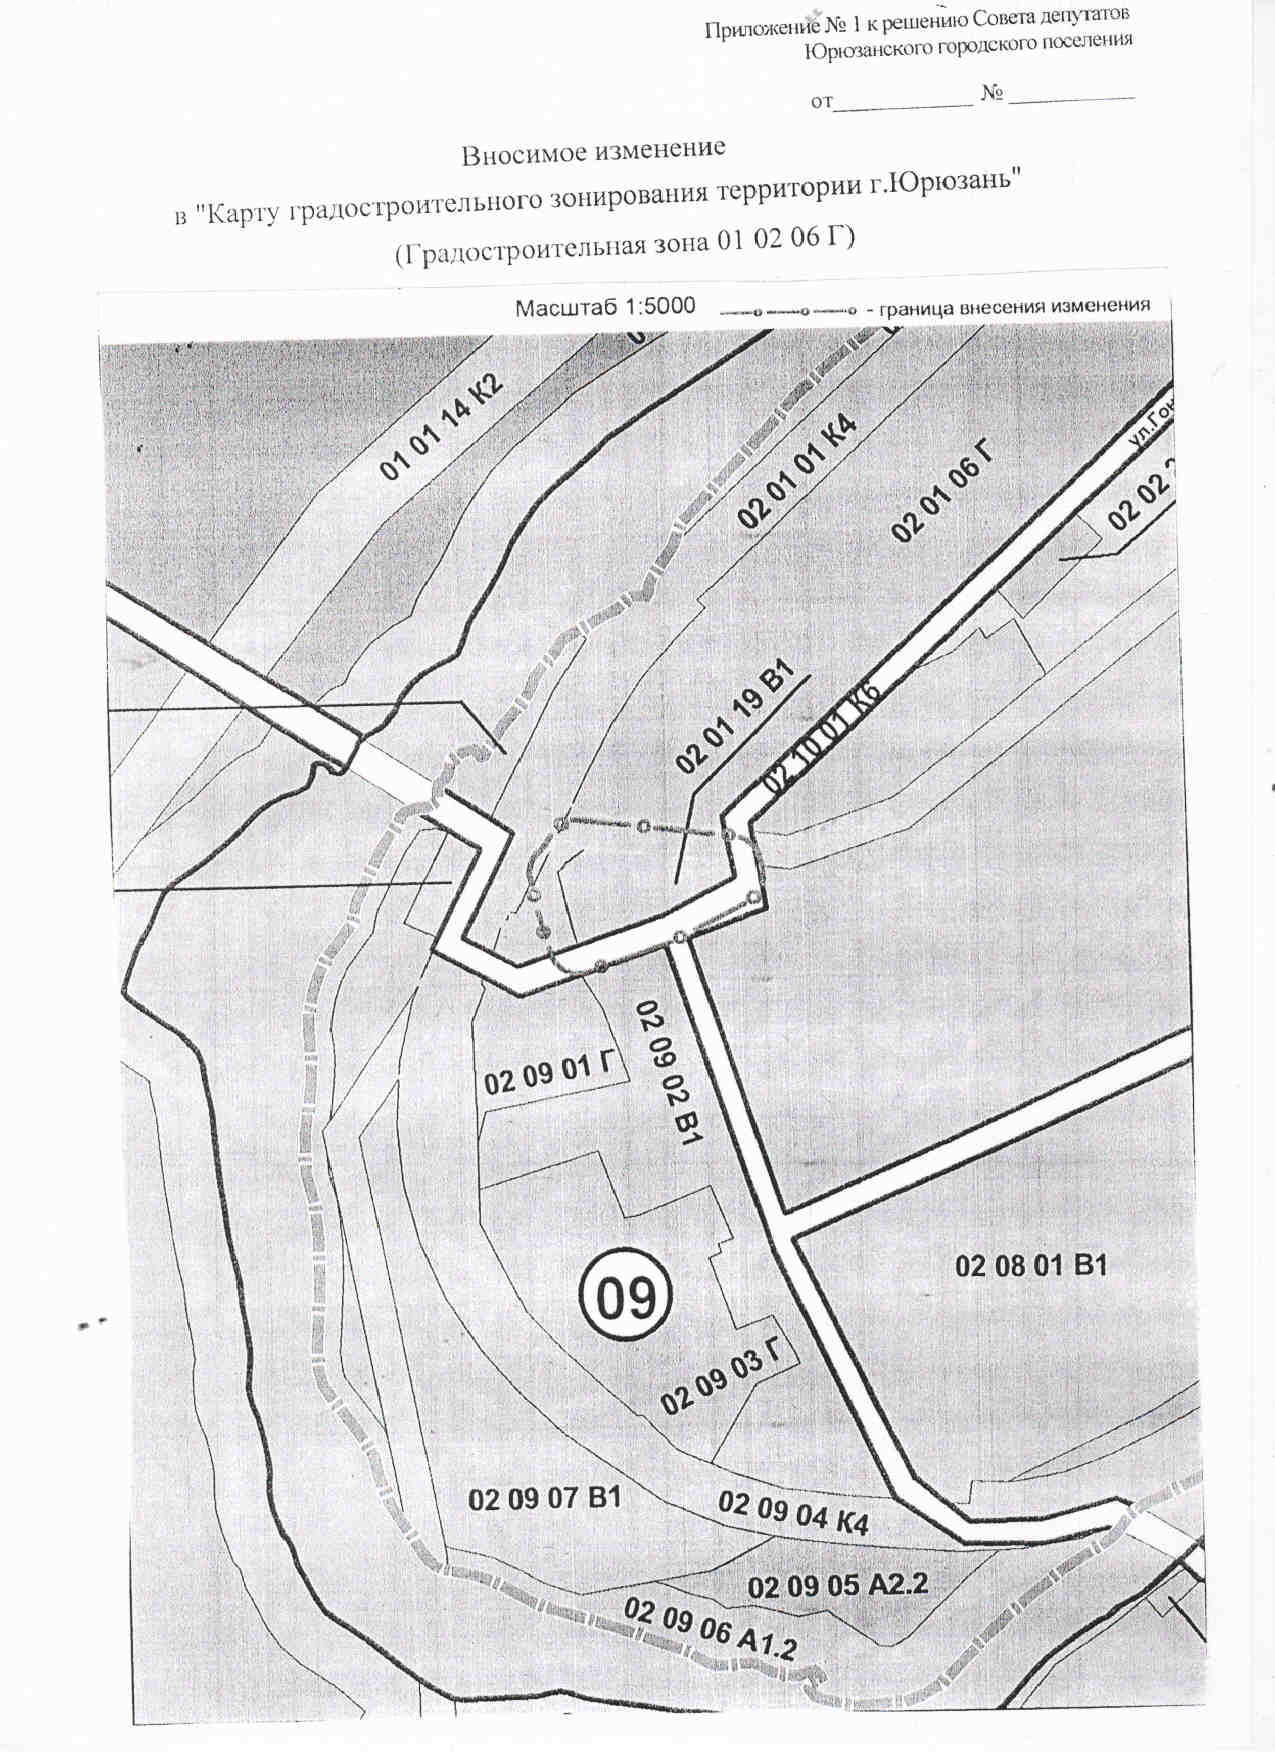 Приложение № 1 к решению Совета депутатов
Юрюзанского городского поселения
от____________ № ___________
Вносимое изменение
в "Карту градостроительного зонирования территории г.Юрюзань"
(Градостроительная зона 01 02 06 Г)
Масштаб 1:5000 - граница внесения изменения
01 01 14 К2
02 01 01 К4
02 01 06 Г
ул.Гон
02 02
02 01 19 В1
02 10 01 К6
02 09 01 Г
02 09 02 В1
02 08 01 В1
09
02 09 03 Г
02 09 07 В1
02 09 04 К4
02 09 05 А2.2
02 09 06 А1.2